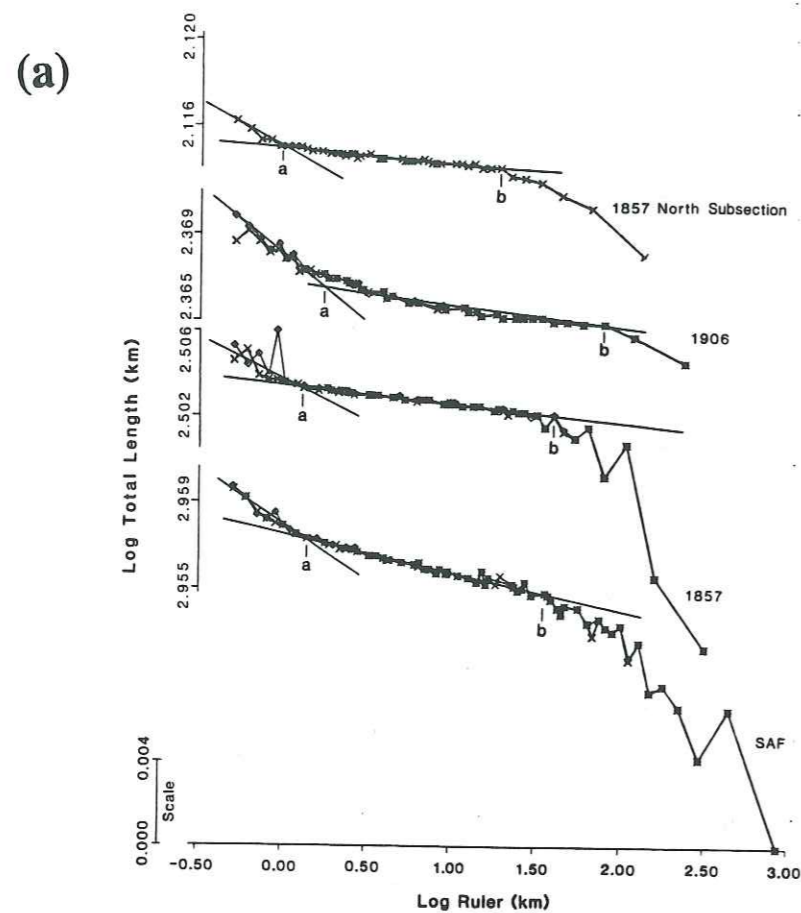 (a)
2.120
2.116
a
b
1857 North Subsection
2.369
2.365
a
b
1906
2.506
2.502
a
b
1857
2.959
2.955
a
b
SAF
Log Total Length (km)
0.004
0.000
Scale
-0.50 0.00 0.50 1.00 1.50 2.00 2.50 3.00
Log Ruler (km)